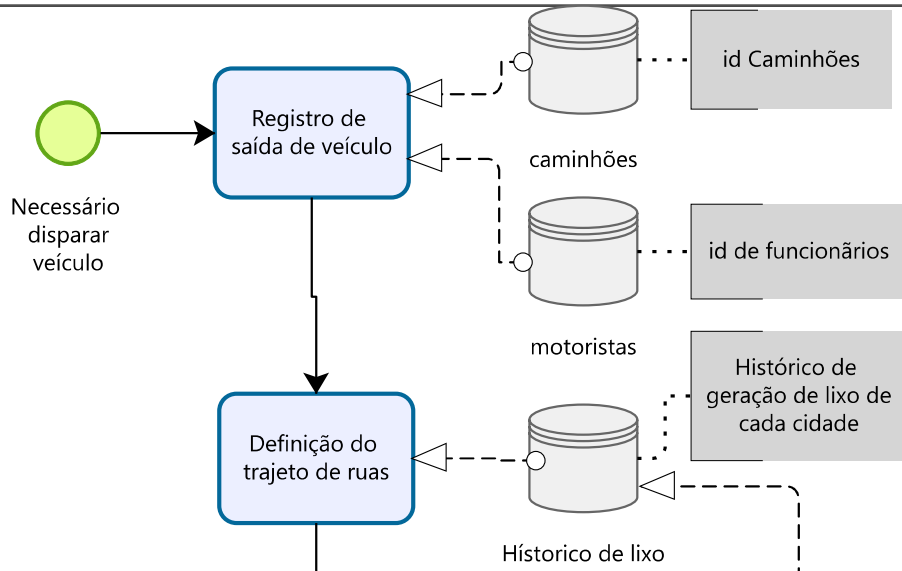 id Caminhões
Registro de
saída de veículo
caminhões
Necessário
disparar
veículo
id de funcionãrios
motoristas
Histórico de
geração de lixo de
cada cidade
Definição do
trajeto de ruas
Hístorico de lixo